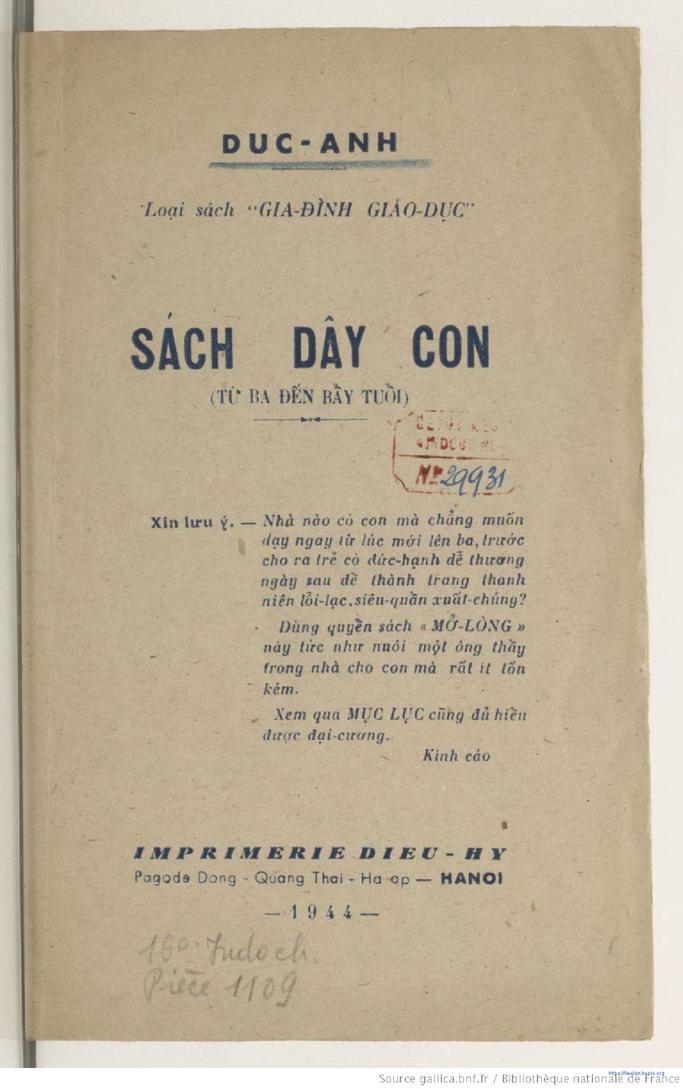 DUC-ANH
Loại sách "GIA-ĐÌNH GIÁO-DỤC"
SÁCH DẬY CON
(TỪ BA ĐẾN BẨY TUỔI)
Nº 29931
Xin lưu ý. — Nhà nào có con mà chẳng muốn
dạy ngay từ lúc mới lên ba, trước
cho ra trẻ có đức-hạnh dễ thương
ngày sau để thành trang thanh
niên lỗi-lạc, siêu-quần xuất-chúng?
Dùng quyển sách « MỞ-LÒNG »
này tức như nuôi một ông thầy
trong nhà cho con mà rất ít tốn
kém.
Xem qua MỤC LỤC cũng đủ hiểu
được đại-cương.
Kính cáo
IMPRIMERIE DIEU-HY
Pagode Dong - Quang Thai - Ha ap — HANOI
— 1944 —
16º Indoch.
Pièce 1109
Source gallica.bnf.fr / Bibliothèque nationale de France